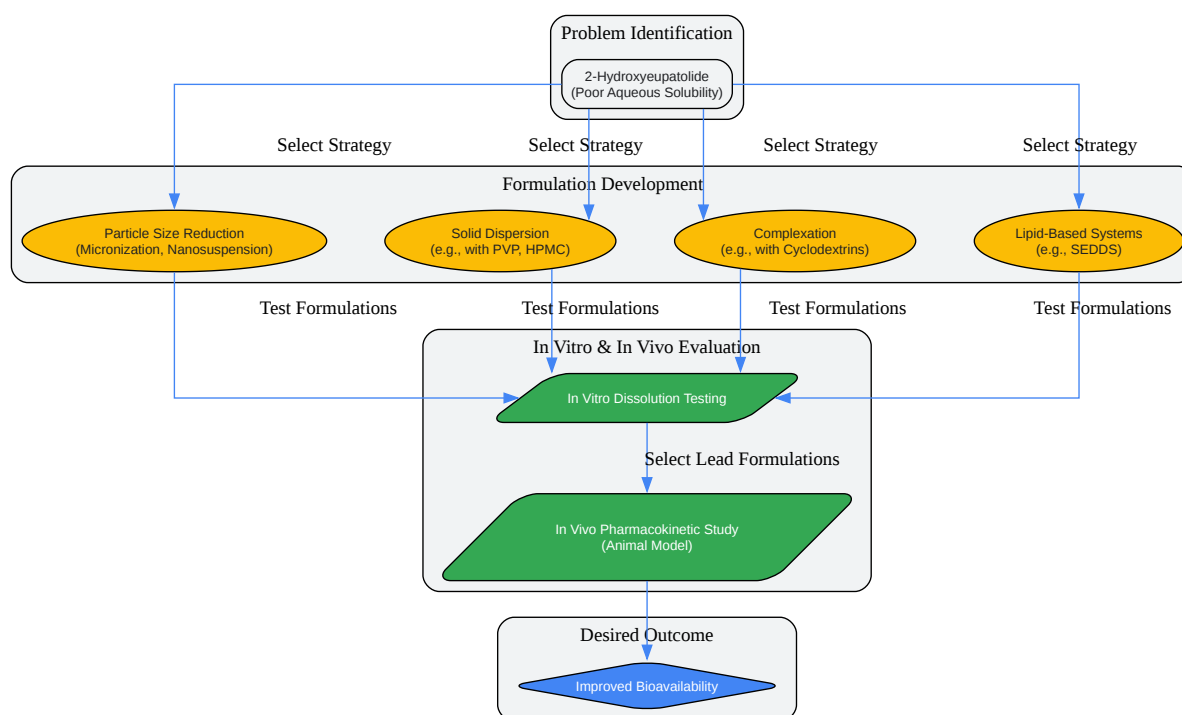 Problem Identification
2-Hydroxyeupatolide
(Poor Aqueous Solubility)
Select Strategy
Select Strategy
Select Strategy
Select Strategy
Formulation Development
Particle Size Reduction
(Micronization, Nanosuspension)
Solid Dispersion
(e.g., with PVP, HPMC)
Complexation
(e.g., with Cyclodextrins)
Lipid-Based Systems
(e.g., SEDDS)
Test Formulations
Test Formulations
Test Formulations
Test Formulations
In Vitro & In Vivo Evaluation
In Vitro Dissolution Testing
Select Lead Formulations
In Vivo Pharmacokinetic Study
(Animal Model)
Desired Outcome
Improved Bioavailability